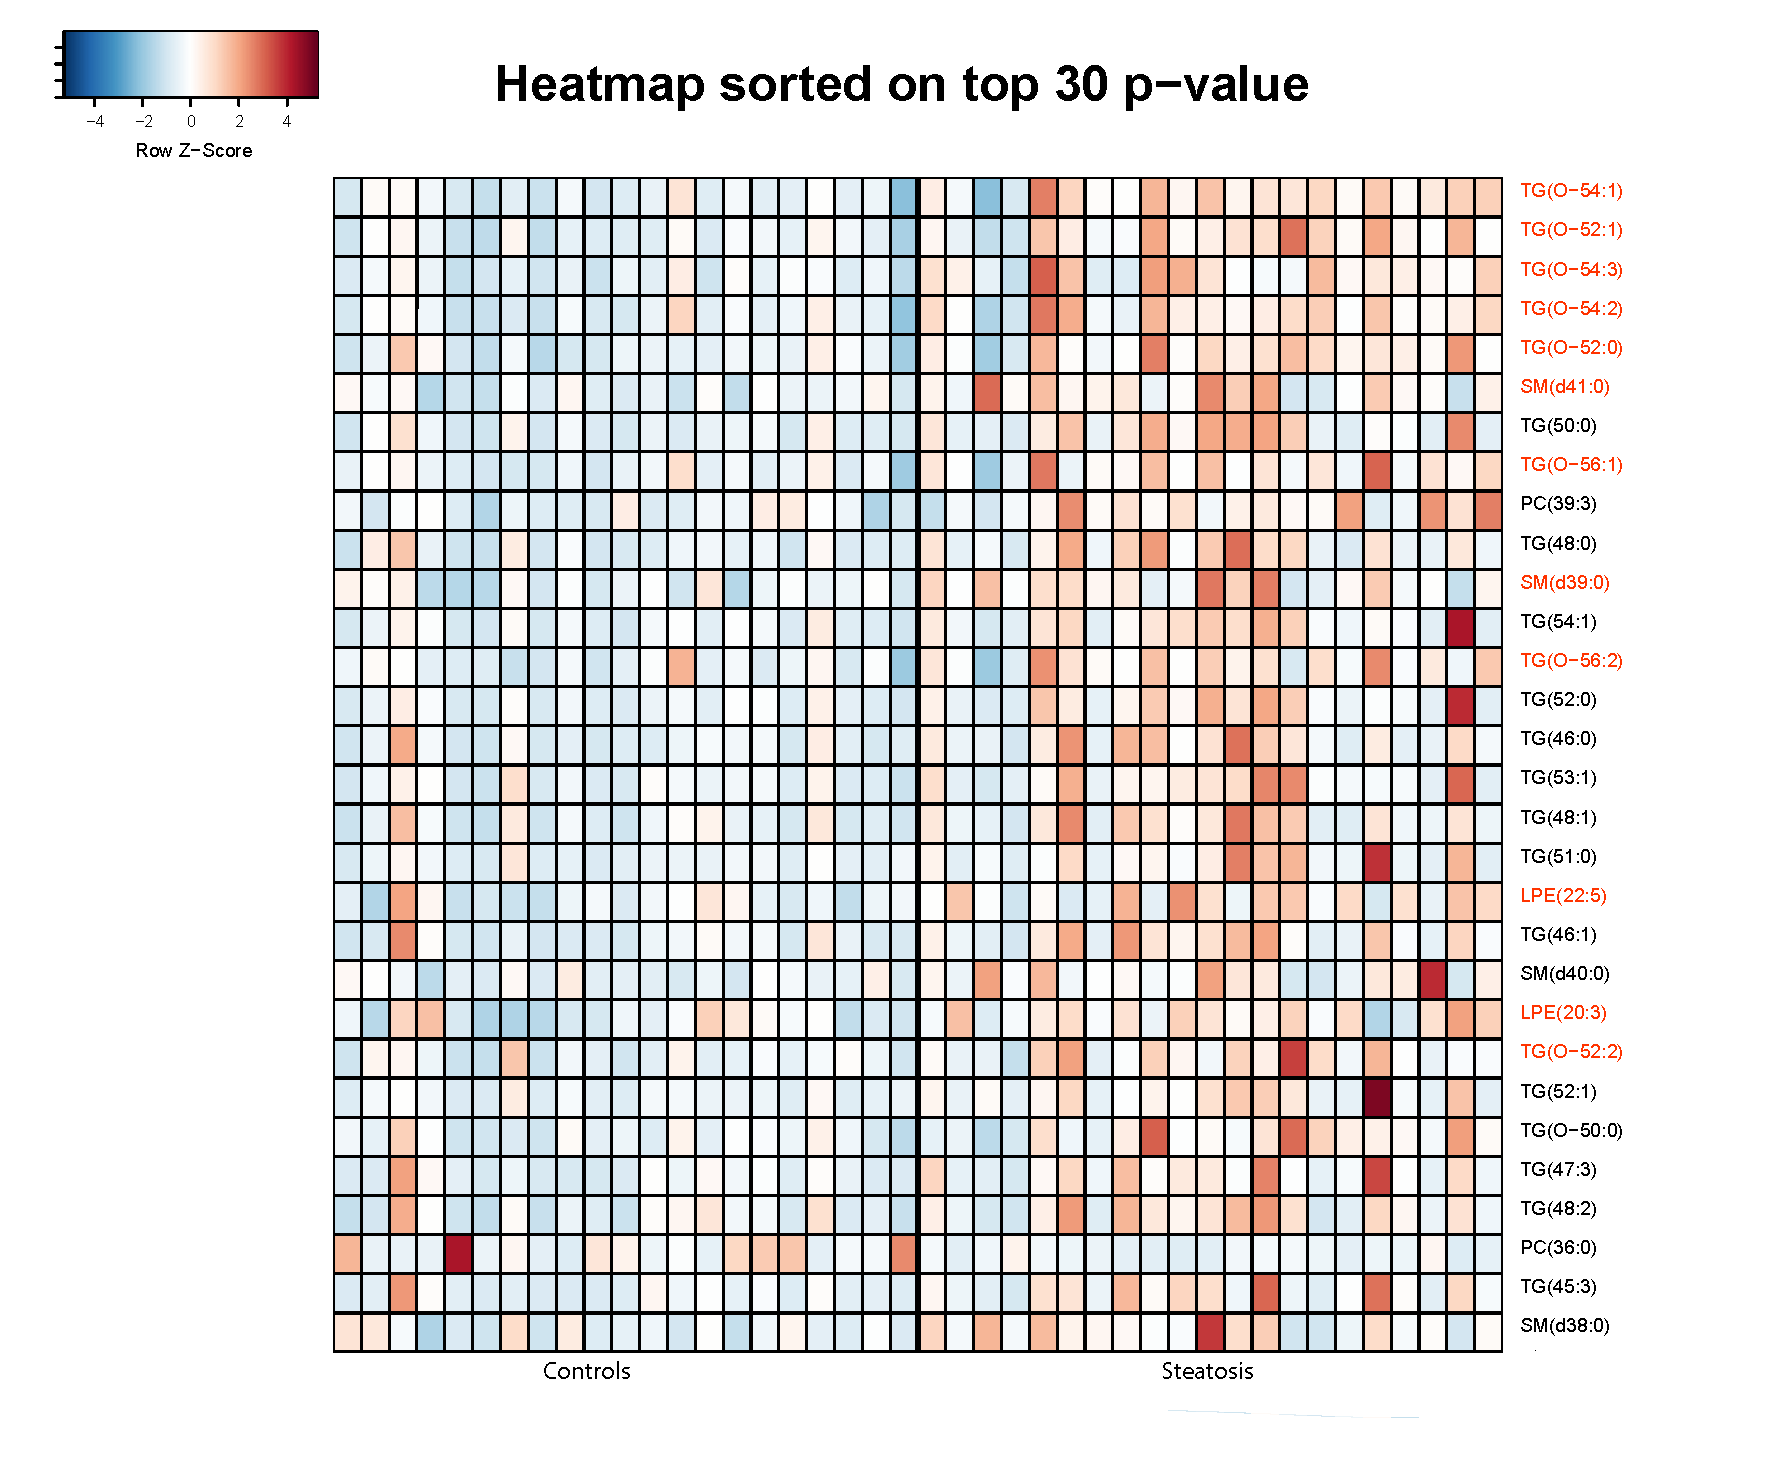 Heatmap sorted on top 30 p−value
−4 −2 0 2 4
Row Z−Score
TG(O−54:1)
TG(O−52:1)
TG(O−54:3)
TG(O−54:2)
TG(O−52:0)
SM(d41:0)
TG(50:0)
TG(O−56:1)
PC(39:3)
TG(48:0)
SM(d39:0)
TG(54:1)
TG(O−56:2)
TG(52:0)
TG(46:0)
TG(53:1)
TG(48:1)
TG(51:0)
LPE(22:5)
TG(46:1)
SM(d40:0)
LPE(20:3)
TG(O−52:2)
TG(52:1)
TG(O−50:0)
TG(47:3)
TG(48:2)
PC(36:0)
TG(45:3)
SM(d38:0)
Controls Steatosis